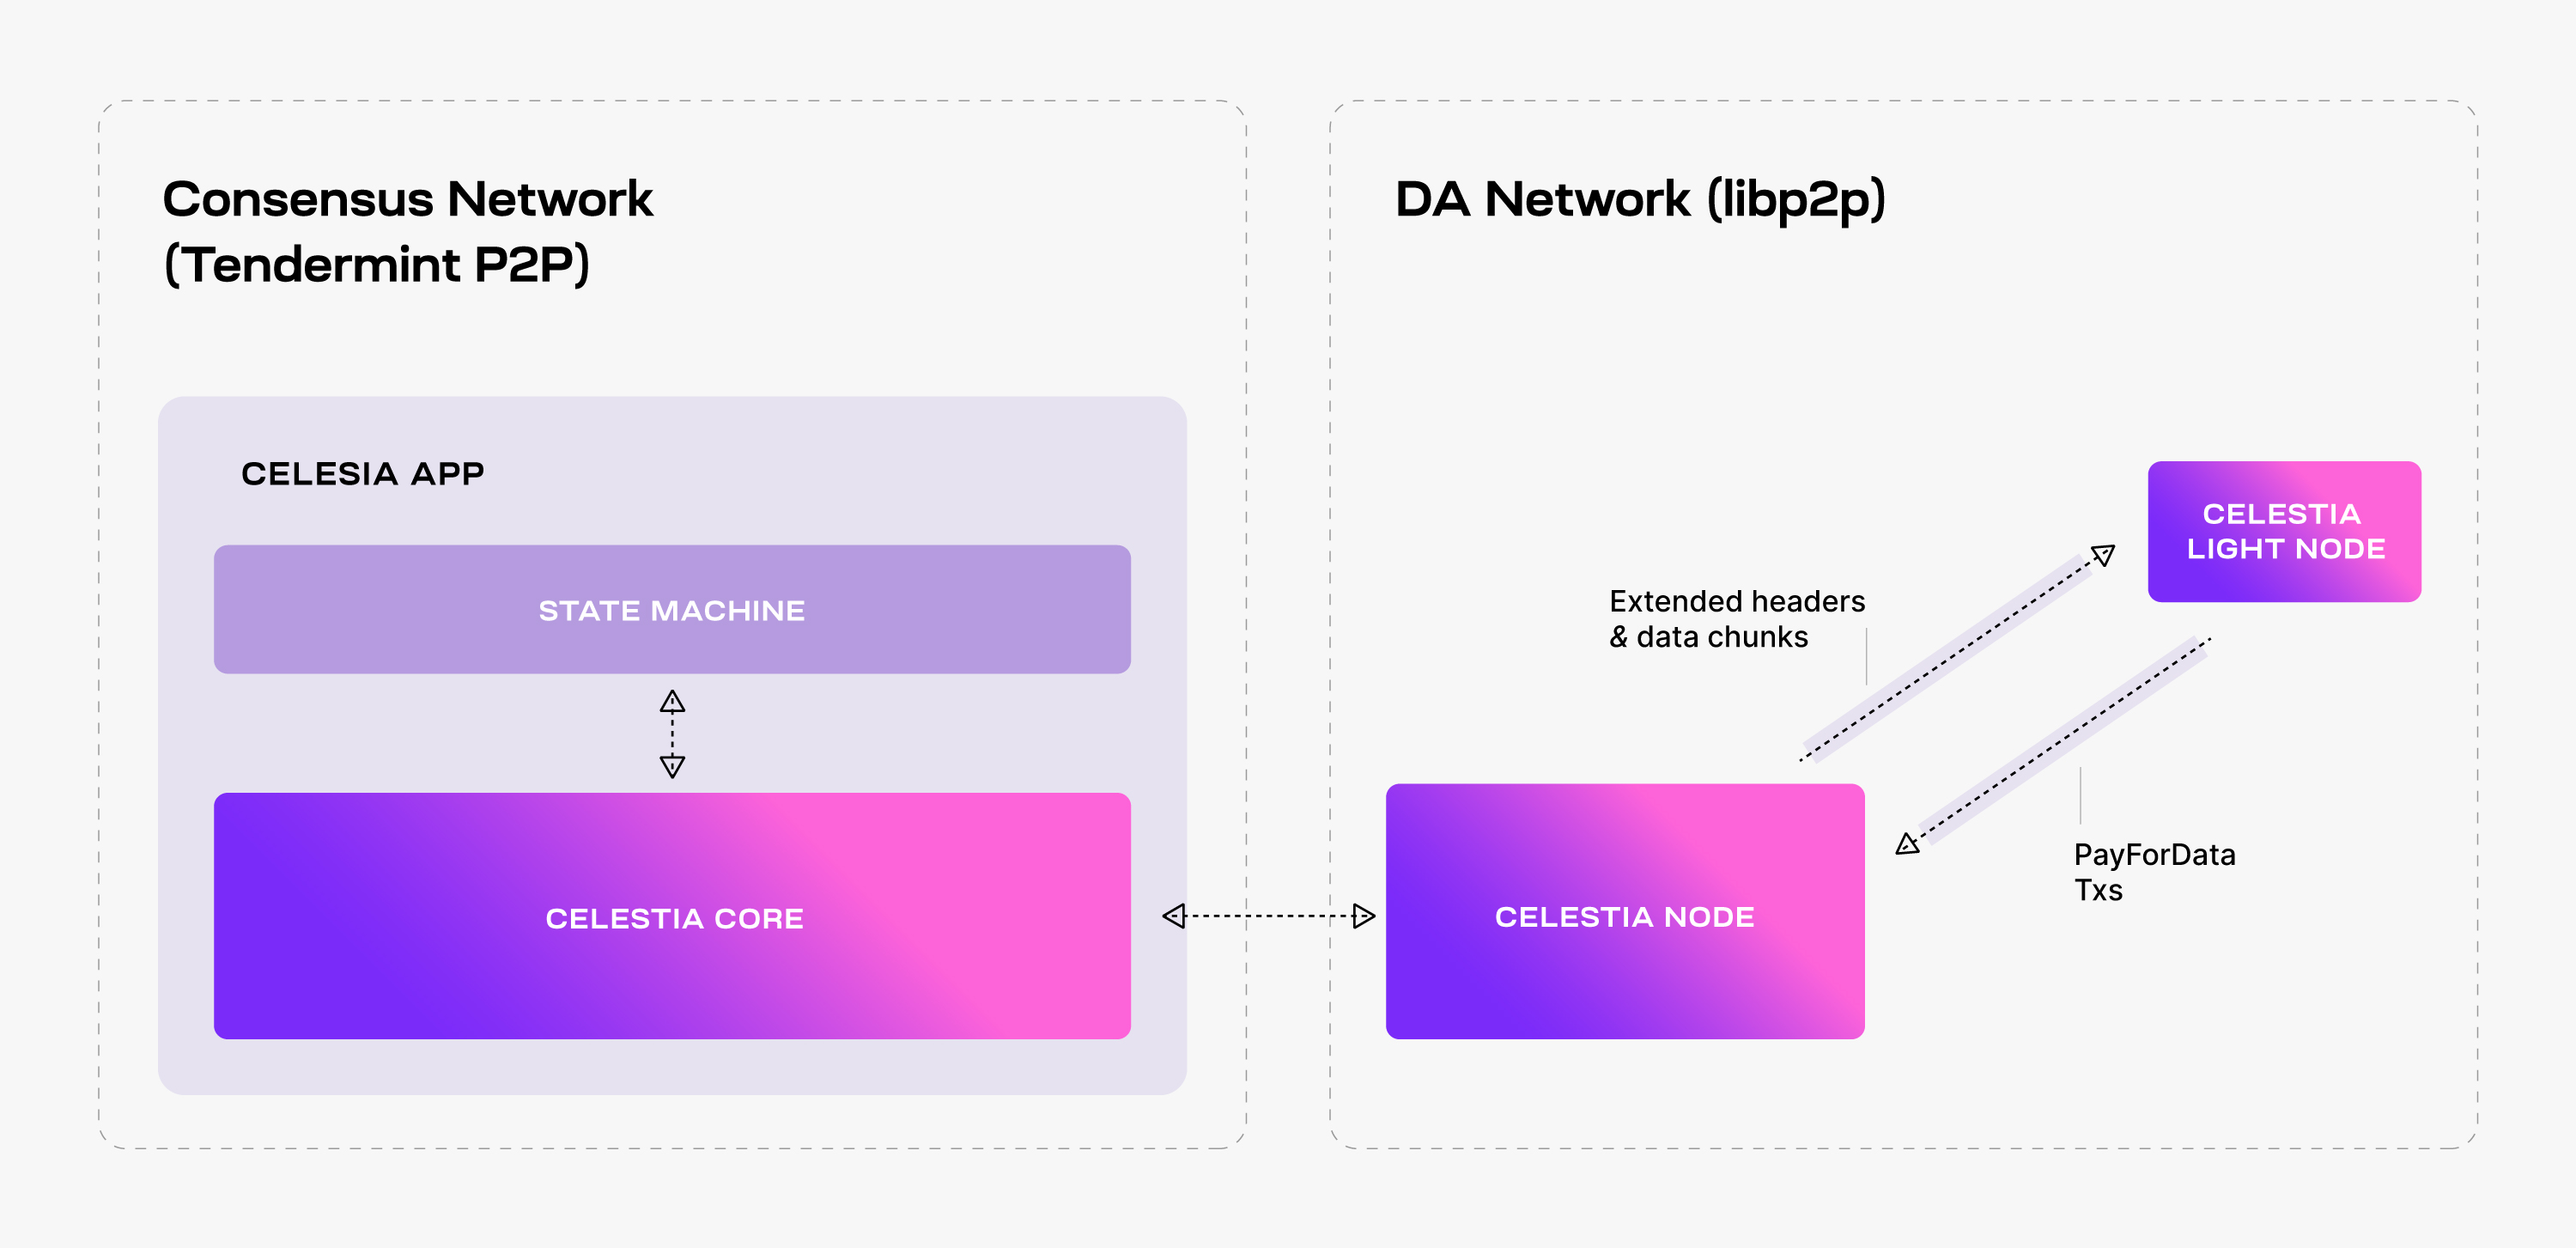 Consensus Network
(Tendermint P2P)
CELESIA APP
STATE MACHINE
CELESTIA CORE
DA Network (libp2p)
CELESTIA
LIGHT NODE
Extended headers
& data chunks
PayForData
Txs
CELESTIA NODE